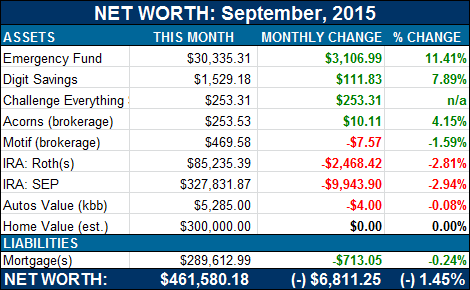 NET WORTH: September, 2015
ASSETS THIS MONTH MONTHLY CHANGE % CHANGE
Emergency Fund $30,335.31 $3,106.99 11.41%
Digit Savings $1,529.18 $111.83 7.89%
Challenge Everything $ $253.31 $253.31 n/a
Acorns (brokerage) $253.53 $10.11 4.15%
Motif (brokerage) $469.58 -$7.57 -1.59%
IRA: Roth(s) $85,235.39 -$2,468.42 -2.81%
IRA: SEP $327,831.87 -$9,943.90 -2.94%
Autos Value (kbb) $5,285.00 -$4.00 -0.08%
Home Value (est.) $300,000.00 $0.00 0.00%
LIABILITIES
Mortgage(s) $289,612.99 -$713.05 -0.24%
NET WORTH: $461,580.18 (-) $6,811.25 (-) 1.45%